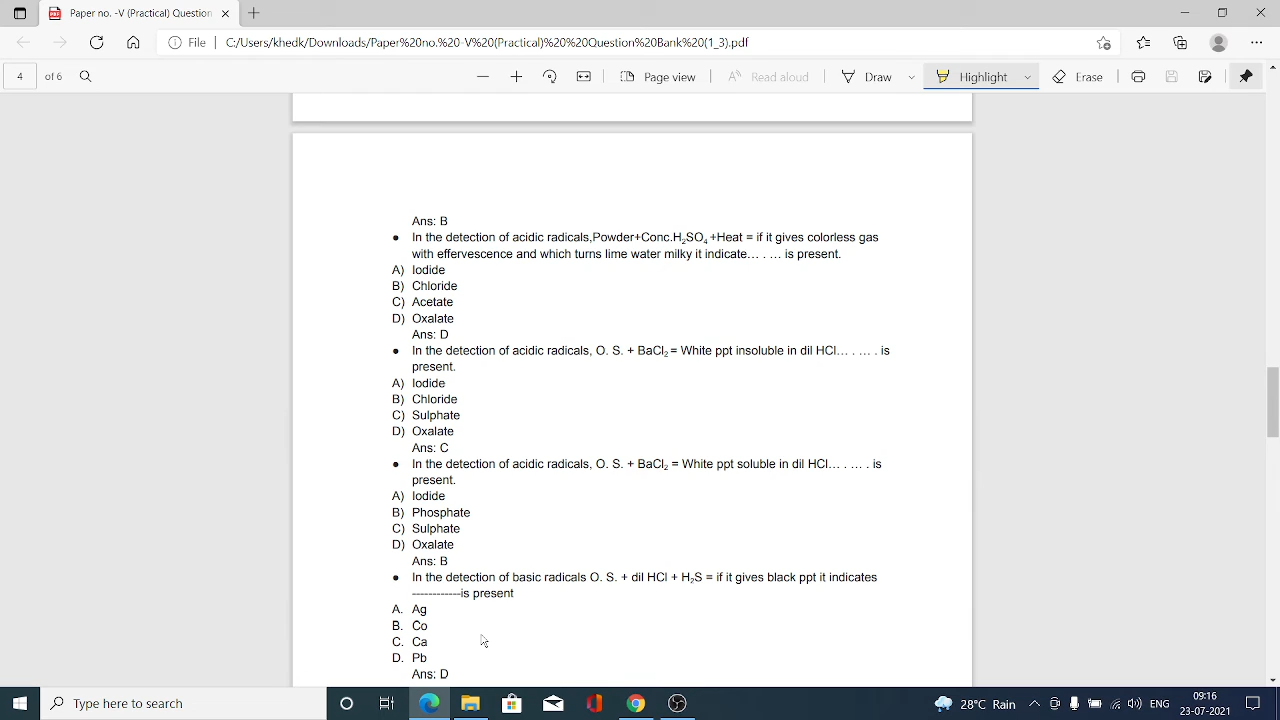 Paper no. -V (Practical) Question
File C:/Users/khedk/Downloads/Paper%20no.%20-V%20(Practical)%20%20Question%20Bank%20(1_3).pdf
4 of 6 Page view Read aloud Draw Highlight Erase
Ans: B
● In the detection of acidic radicals,Powder+Conc.H₂SO₄ +Heat = if it gives colorless gas
with effervescence and which turns lime water milky it indicate… . … is present.
A) Iodide
B) Chloride
C) Acetate
D) Oxalate
Ans: D
● In the detection of acidic radicals, O. S. + BaCl₂ = White ppt insoluble in dil HCl… . … . is
present.
A) Iodide
B) Chloride
C) Sulphate
D) Oxalate
Ans: C
● In the detection of acidic radicals, O. S. + BaCl₂ = White ppt soluble in dil HCl… . … . is
present.
A) Iodide
B) Phosphate
C) Sulphate
D) Oxalate
Ans: B
● In the detection of basic radicals O. S. + dil HCl + H₂S = if it gives black ppt it indicates
------------is present
A. Ag
B. Co
C. Ca
D. Pb
Ans: D
Type here to search 28°C Rain 09:16
23-07-2021